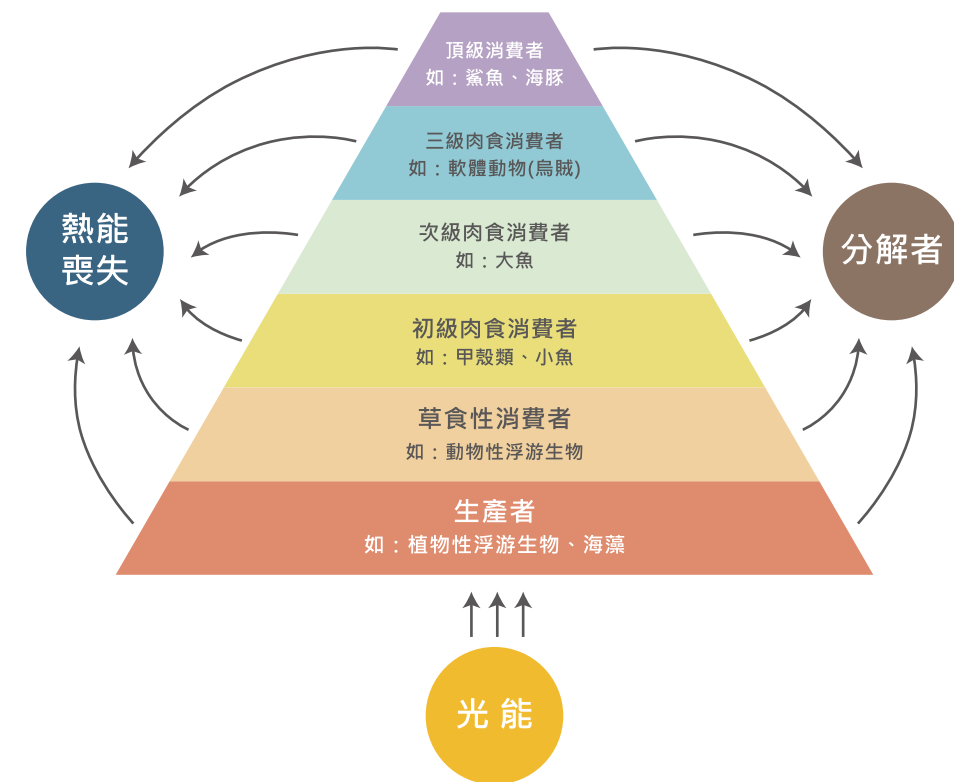 頂級消費者
如：鯊魚、海豚
三級肉食消費者
如：軟體動物(烏賊)
次級肉食消費者
如：大魚
初級肉食消費者
如：甲殼類、小魚
草食性消費者
如：動物性浮游生物
生產者
如：植物性浮游生物、海藻
熱能
喪失
分解者
光能